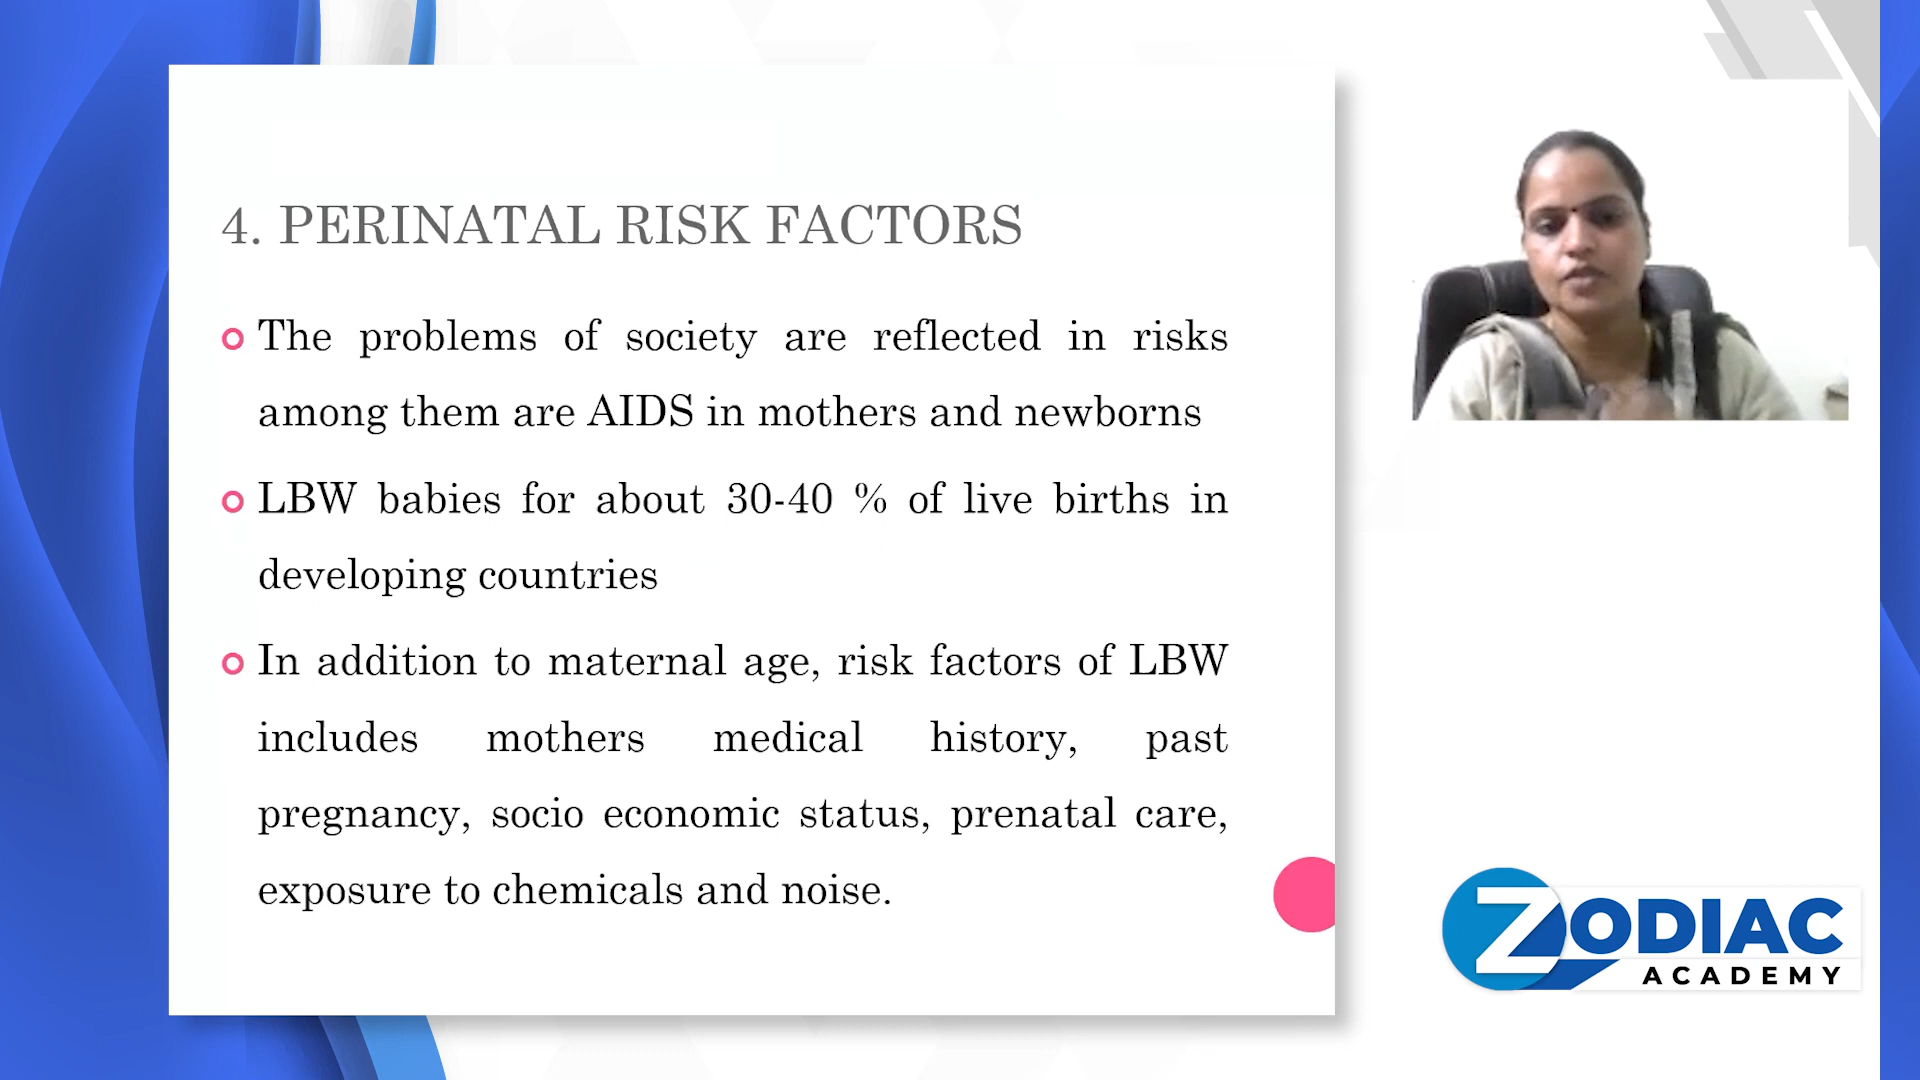 4. PERINATAL RISK FACTORS
The problems of society are reflected in risks
among them are AIDS in mothers and newborns
LBW babies for about 30-40 % of live births in
developing countries
In addition to maternal age, risk factors of LBW
includes mothers medical history, past
pregnancy, socio economic status, prenatal care,
exposure to chemicals and noise.
ZODIAC
ACADEMY